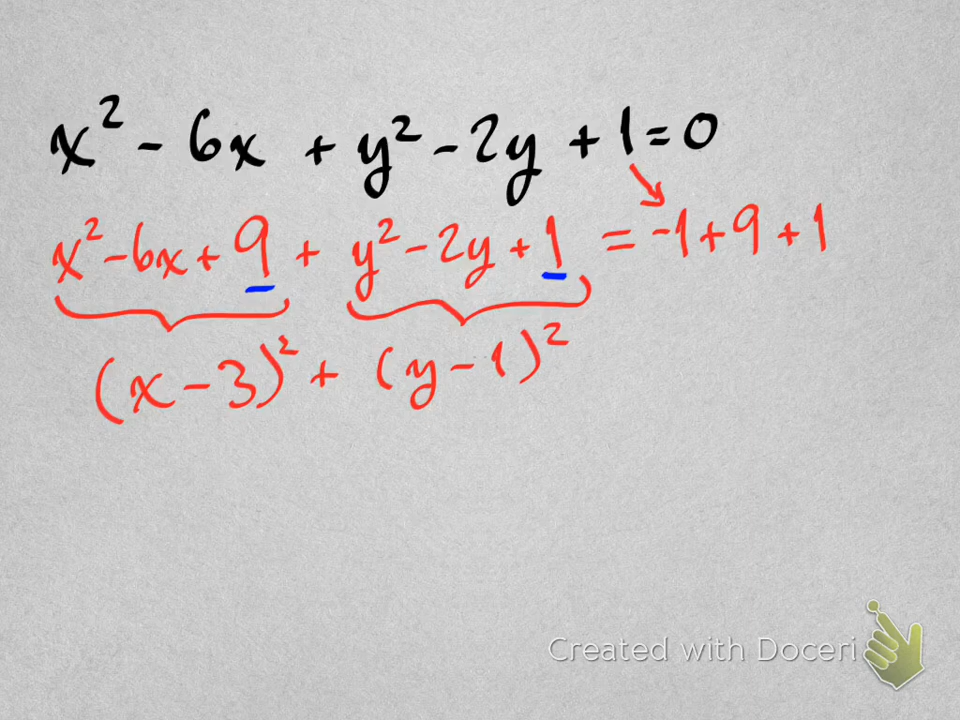 x² - 6x + y² - 2y + 1 = 0
x² - 6x + 9 + y² - 2y + 1 = -1 + 9 + 1
(x - 3)² + (y - 1)²
Created with Doceri